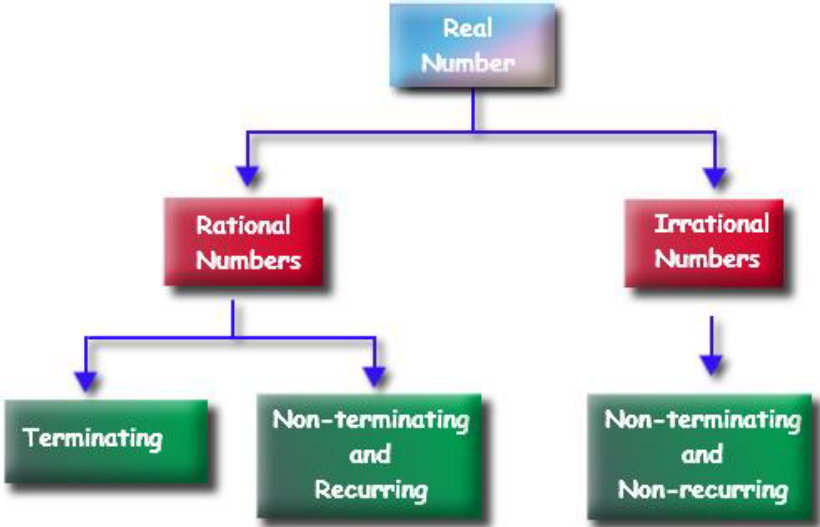 Real
Number
Rational
Numbers
Irrational
Numbers
Terminating
Non-terminating
and
Recurring
Non-terminating
and
Non-recurring